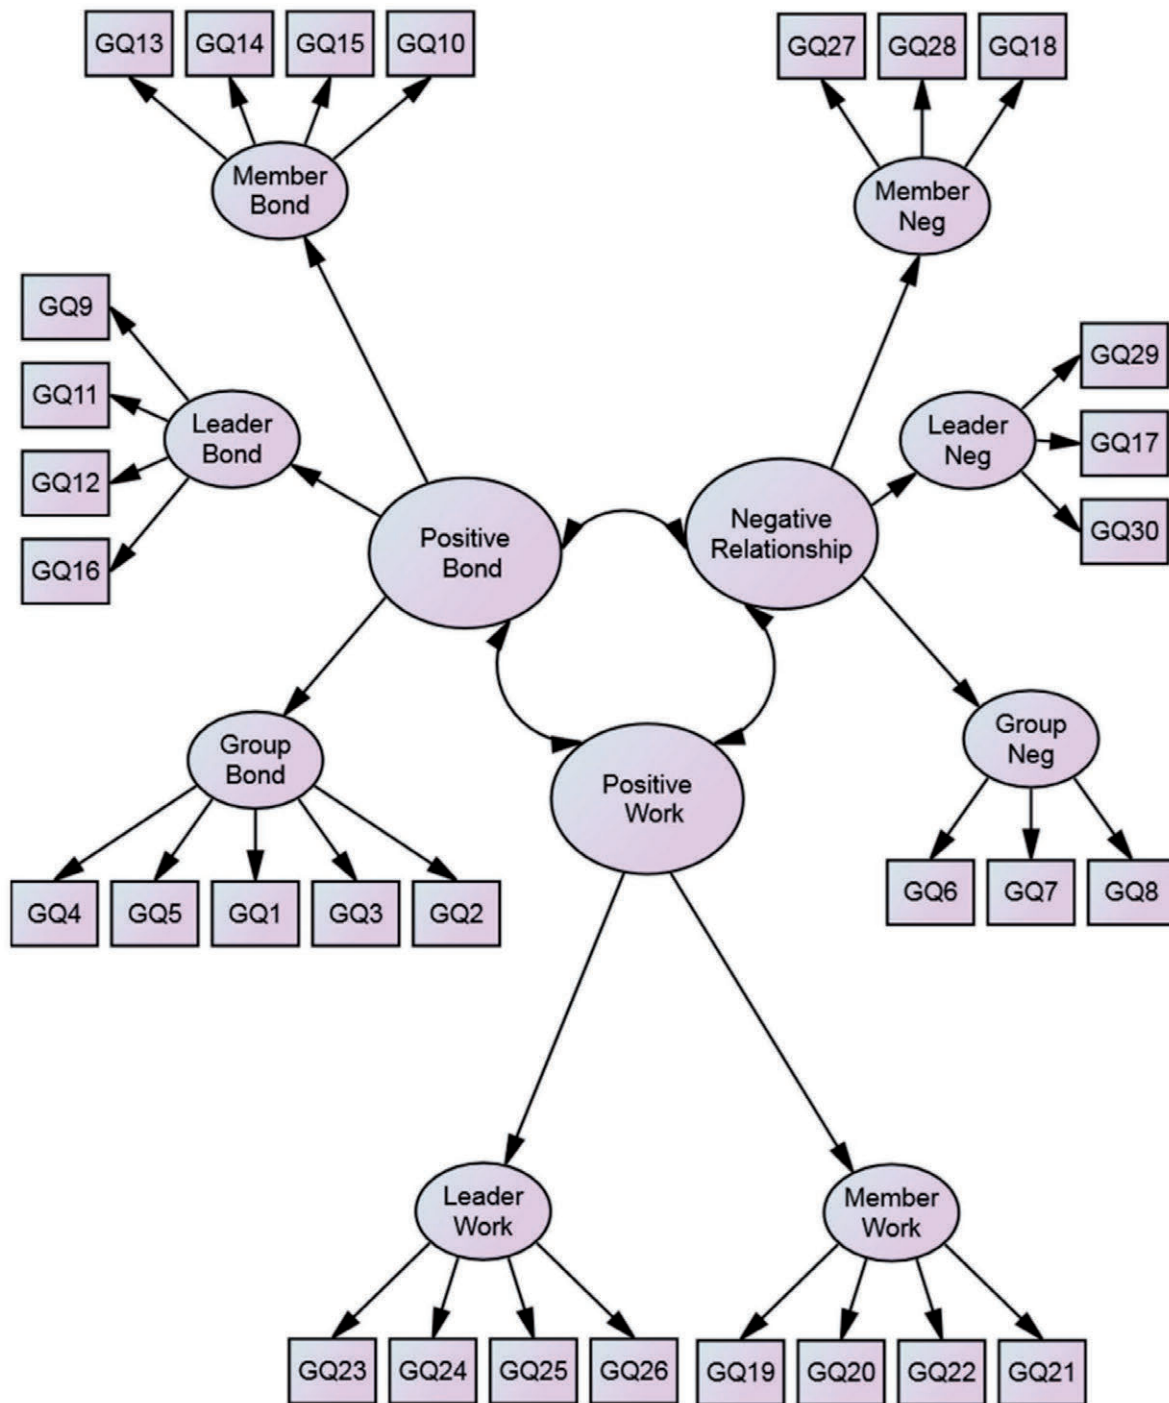 GQ13 GQ14 GQ15 GQ10
GQ27 GQ28 GQ18
Member
Bond
Member
Neg
GQ9
GQ11
GQ12
GQ16
Leader
Bond
GQ29
GQ17
GQ30
Leader
Neg
Positive
Bond
Negative
Relationship
Group
Bond
Group
Neg
Positive
Work
GQ4 GQ5 GQ1 GQ3 GQ2
GQ6 GQ7 GQ8
Leader
Work
Member
Work
GQ23 GQ24 GQ25 GQ26
GQ19 GQ20 GQ22 GQ21